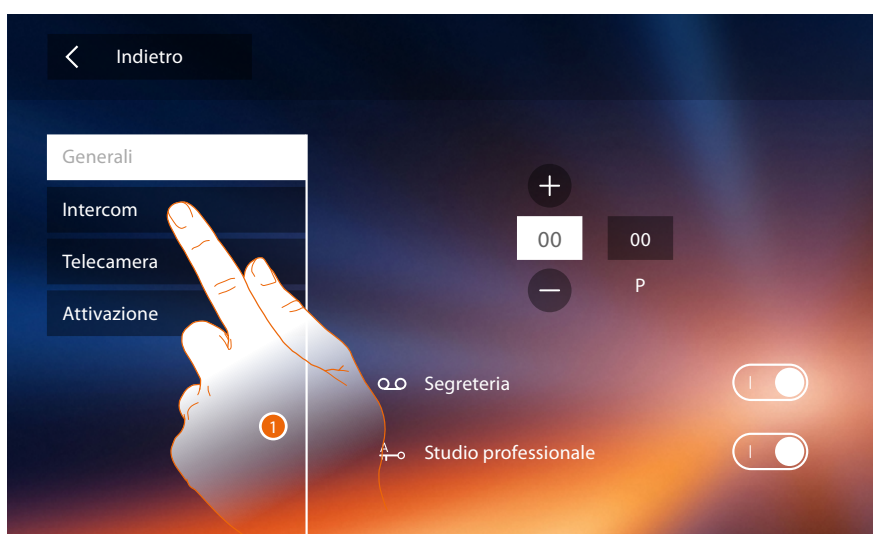 Indietro
Generali
Intercom
Telecamera
Attivazione
00 00
P
Segreteria
A Studio professionale
1